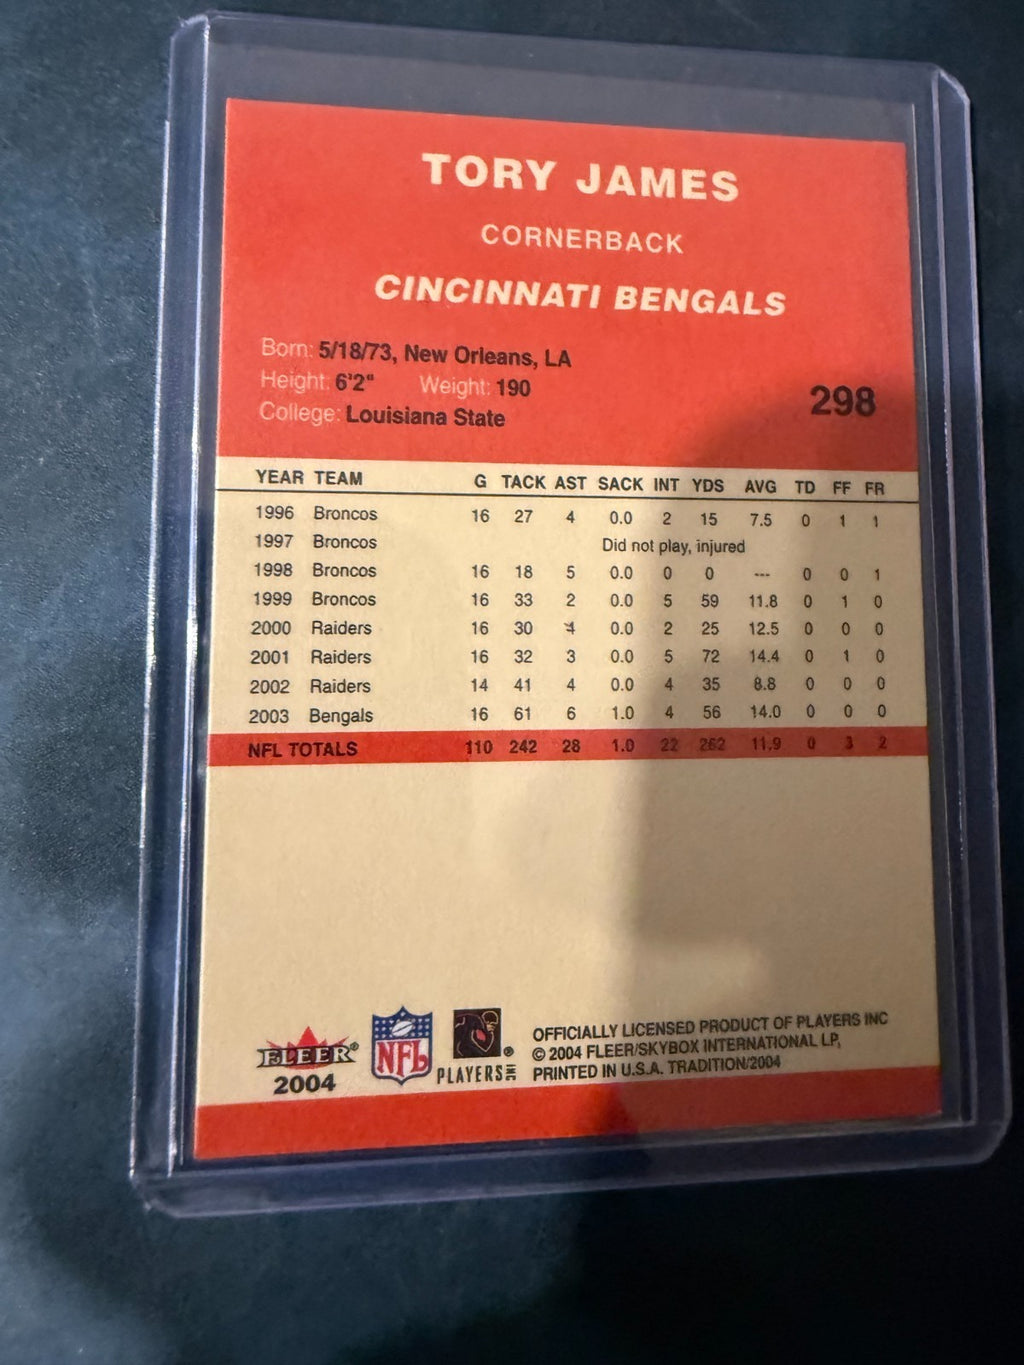 TORY JAMES
CORNERBACK
CINCINNATI BENGALS
Born: 5/18/73, New Orleans, LA
Height: 6'2" Weight: 190
College: Louisiana State
298
YEAR TEAM G TACK AST SACK INT YDS AVG TD FF FR
1996 Broncos 16 27 4 0.0 2 15 7.5 0 1 1
1997 Broncos Did not play, injured
1998 Broncos 16 18 5 0.0 0 0 --- 0 0 1
1999 Broncos 16 33 2 0.0 5 59 11.8 0 1 0
2000 Raiders 16 30 4 0.0 2 25 12.5 0 0 0
2001 Raiders 16 32 3 0.0 5 72 14.4 0 1 0
2002 Raiders 14 41 4 0.0 4 35 8.8 0 0 0
2003 Bengals 16 61 6 1.0 4 56 14.0 0 0 0
NFL TOTALS 110 242 28 1.0 22 262 11.9 0 3 2
FLEER®
2004
NFL
®
PLAYERS INC
OFFICIALLY LICENSED PRODUCT OF PLAYERS INC
© 2004 FLEER/SKYBOX INTERNATIONAL LP,
PRINTED IN U.S.A. TRADITION/2004